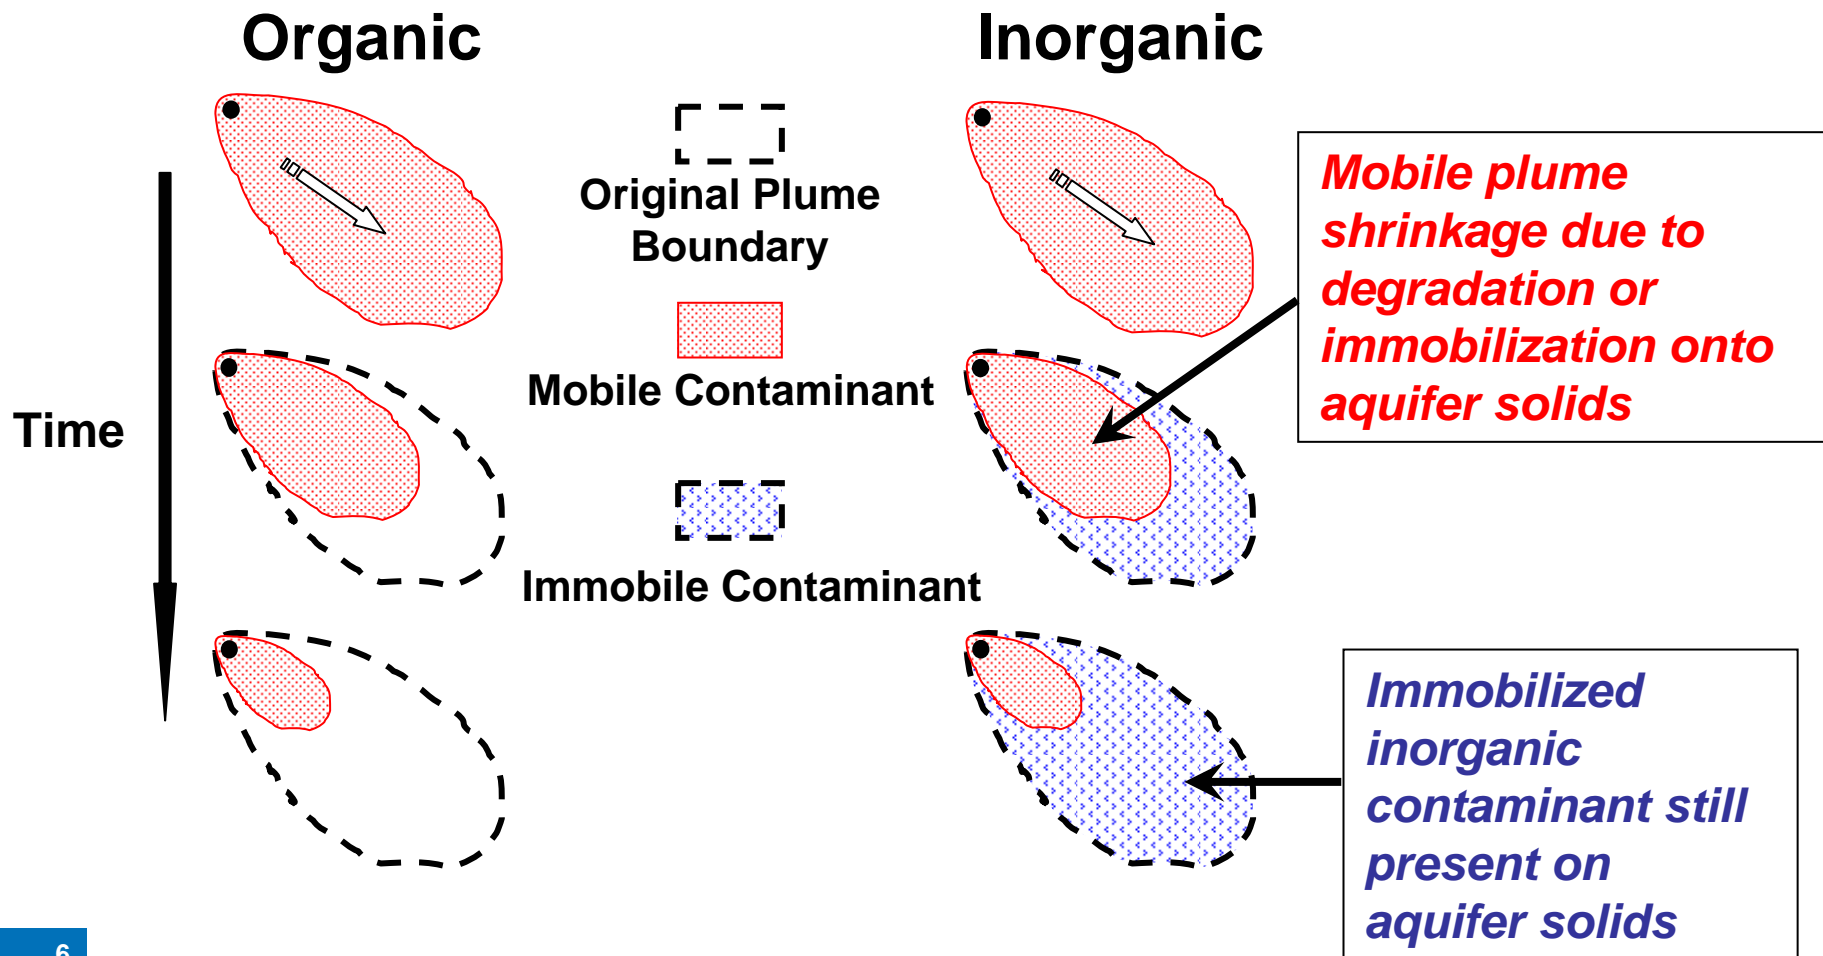 Organic
Inorganic
Original Plume
Boundary
Mobile Contaminant
Immobile Contaminant
Time
Mobile plume
shrinkage due to
degradation or
immobilization onto
aquifer solids
Immobilized
inorganic
contaminant still
present on
aquifer solids
6